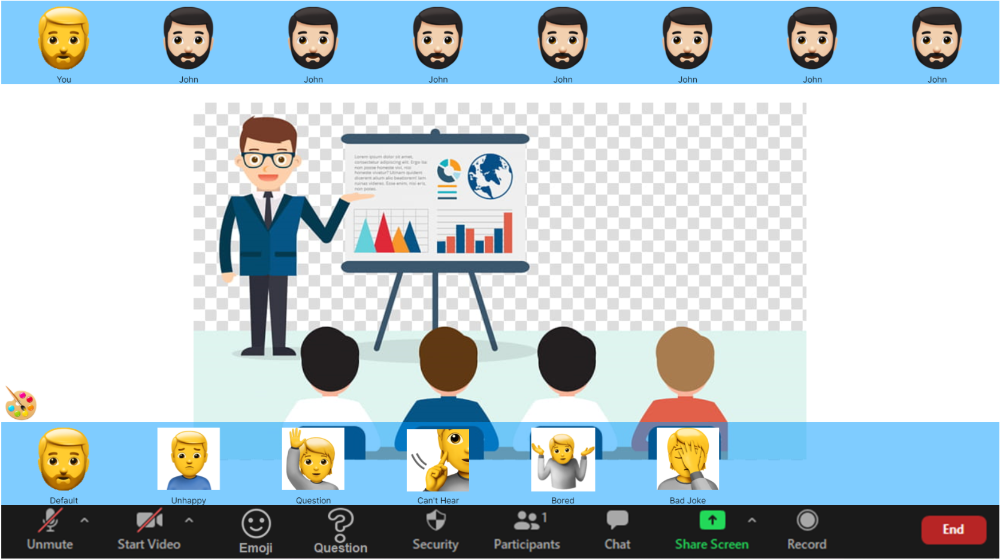 You
John
John
John
John
John
John
John
Lorem ipsum dolor sit amet,
consectetur adipiscing elit. Ergo ita:
non posse honeste vivi, nisi
honeste vivatur? Utinam quidem
dicerent alium alio beatiorem! Iam
ruinas videres. Esse enim, nisi eris,
non potes.
Default
Unhappy
Question
Can't Hear
Bored
Bad Joke
Unmute
Start Video
Emoji
Question
Security
1
Participants
Chat
Share Screen
Record
End